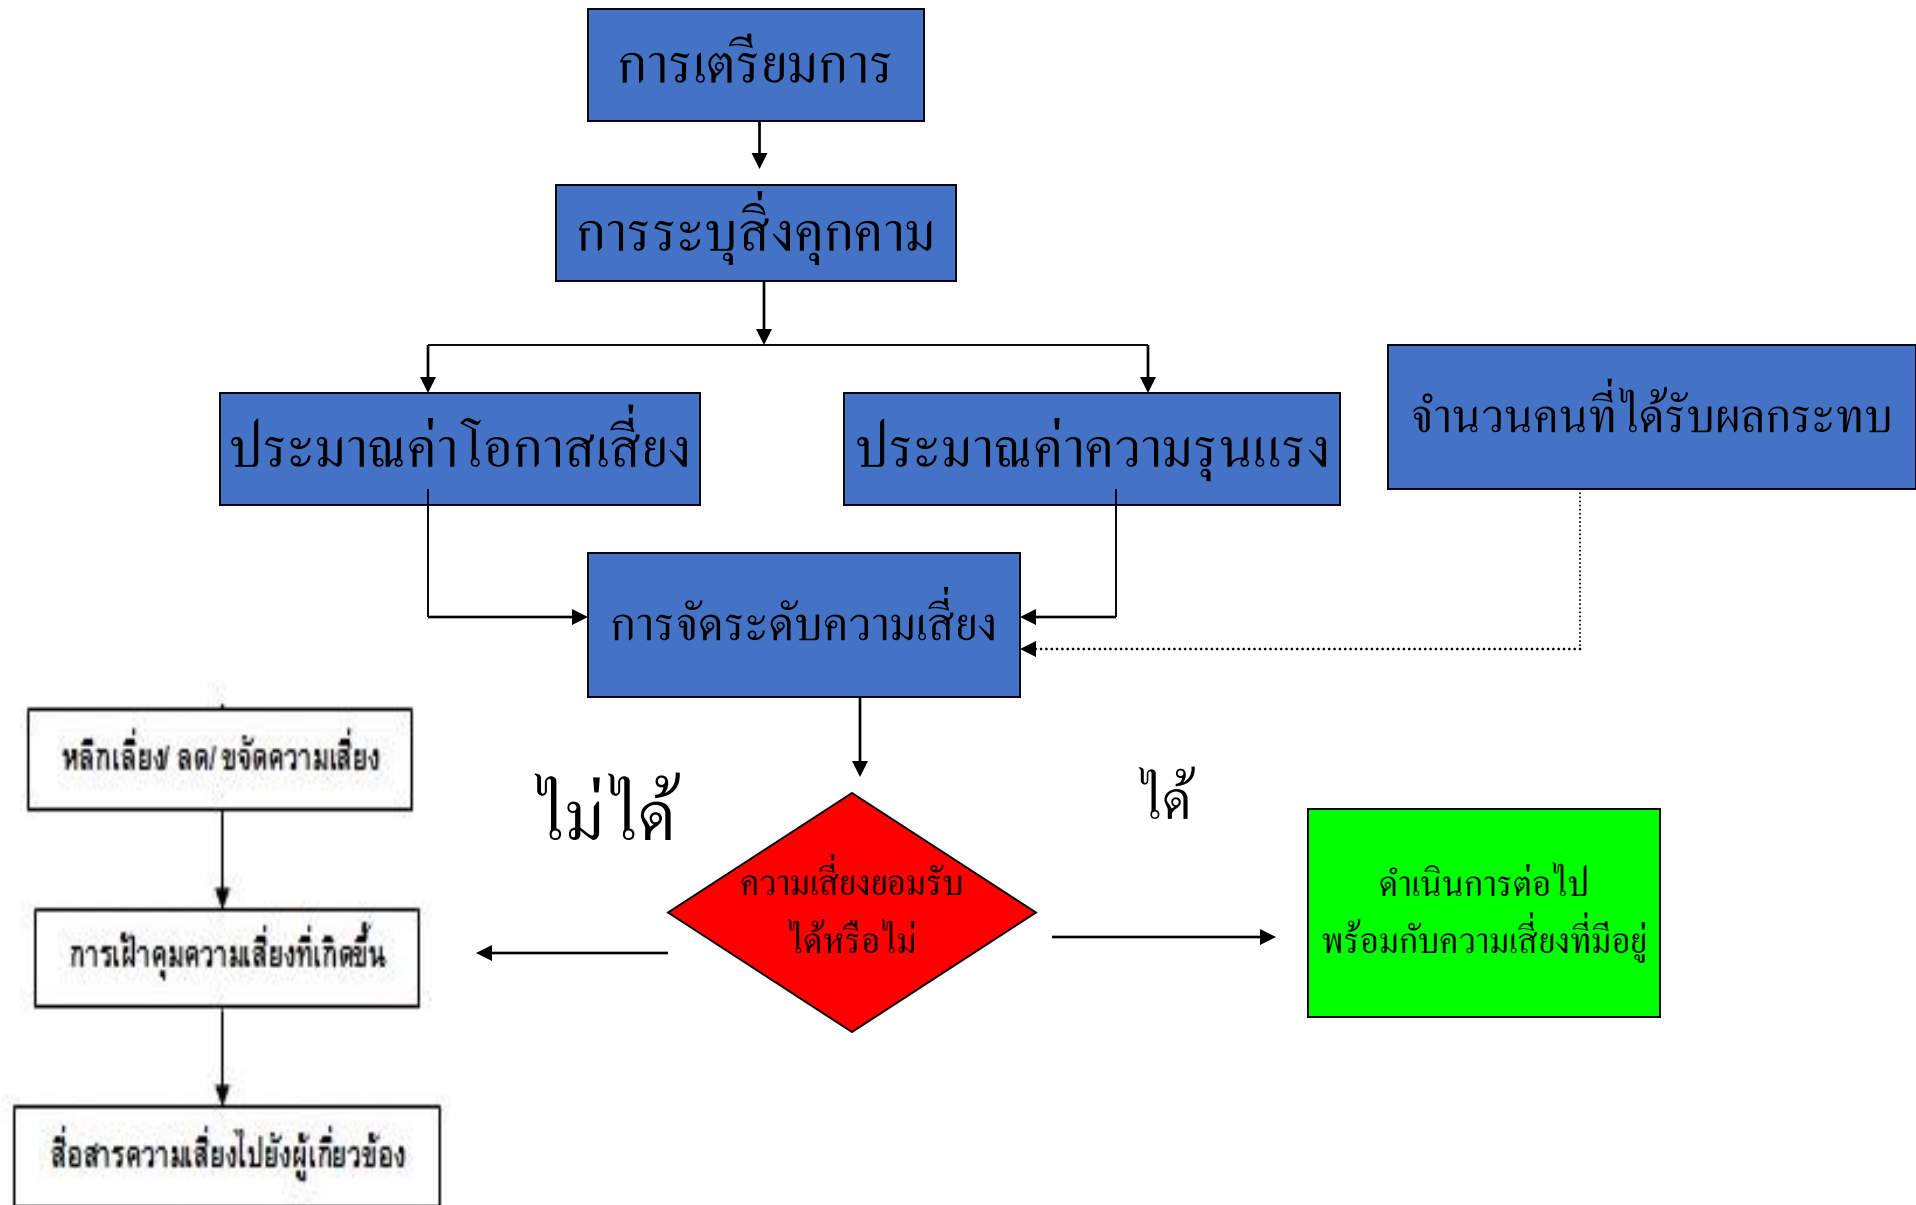 การเตรียมการ
การระบุสิ่งคุกคาม
ประมาณค่าโอกาสเสี่ยง
ประมาณค่าความรุนแรง
จำนวนคนที่ได้รับผลกระทบ
การจัดระดับความเสี่ยง
หลีกเลี่ยง/ ลด/ ขจัดความเสี่ยง
ไม่ได้
ได้
ความเสี่ยงยอมรับ
ได้หรือไม่
ดำเนินการต่อไป
พร้อมกับความเสี่ยงที่มีอยู่
การเฝ้าคุมความเสี่ยงที่เกิดขึ้น
สื่อสารความเสี่ยงไปยังผู้เกี่ยวข้อง